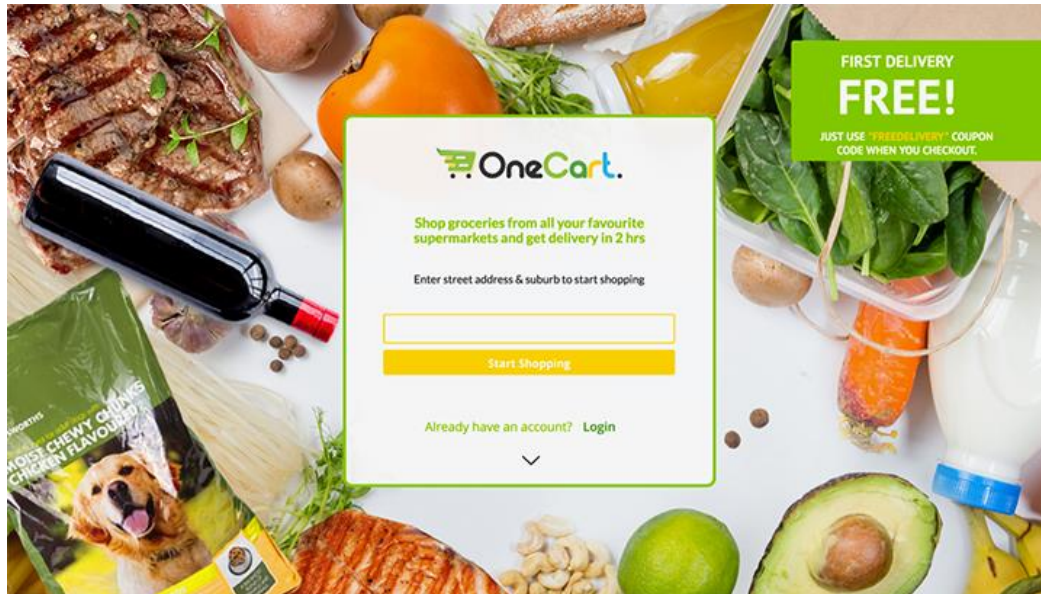 FIRST DELIVERY
FREE!
JUST USE "FREEDELIVERY" COUPON
CODE WHEN YOU CHECKOUT.
OneCart.
Shop groceries from all your favourite
supermarkets and get delivery in 2 hrs
Enter street address & suburb to start shopping
Start Shopping
Already have an account? Login
WORTHS
MOIST CHEWY CHUNKS
CHICKEN FLAVOURED